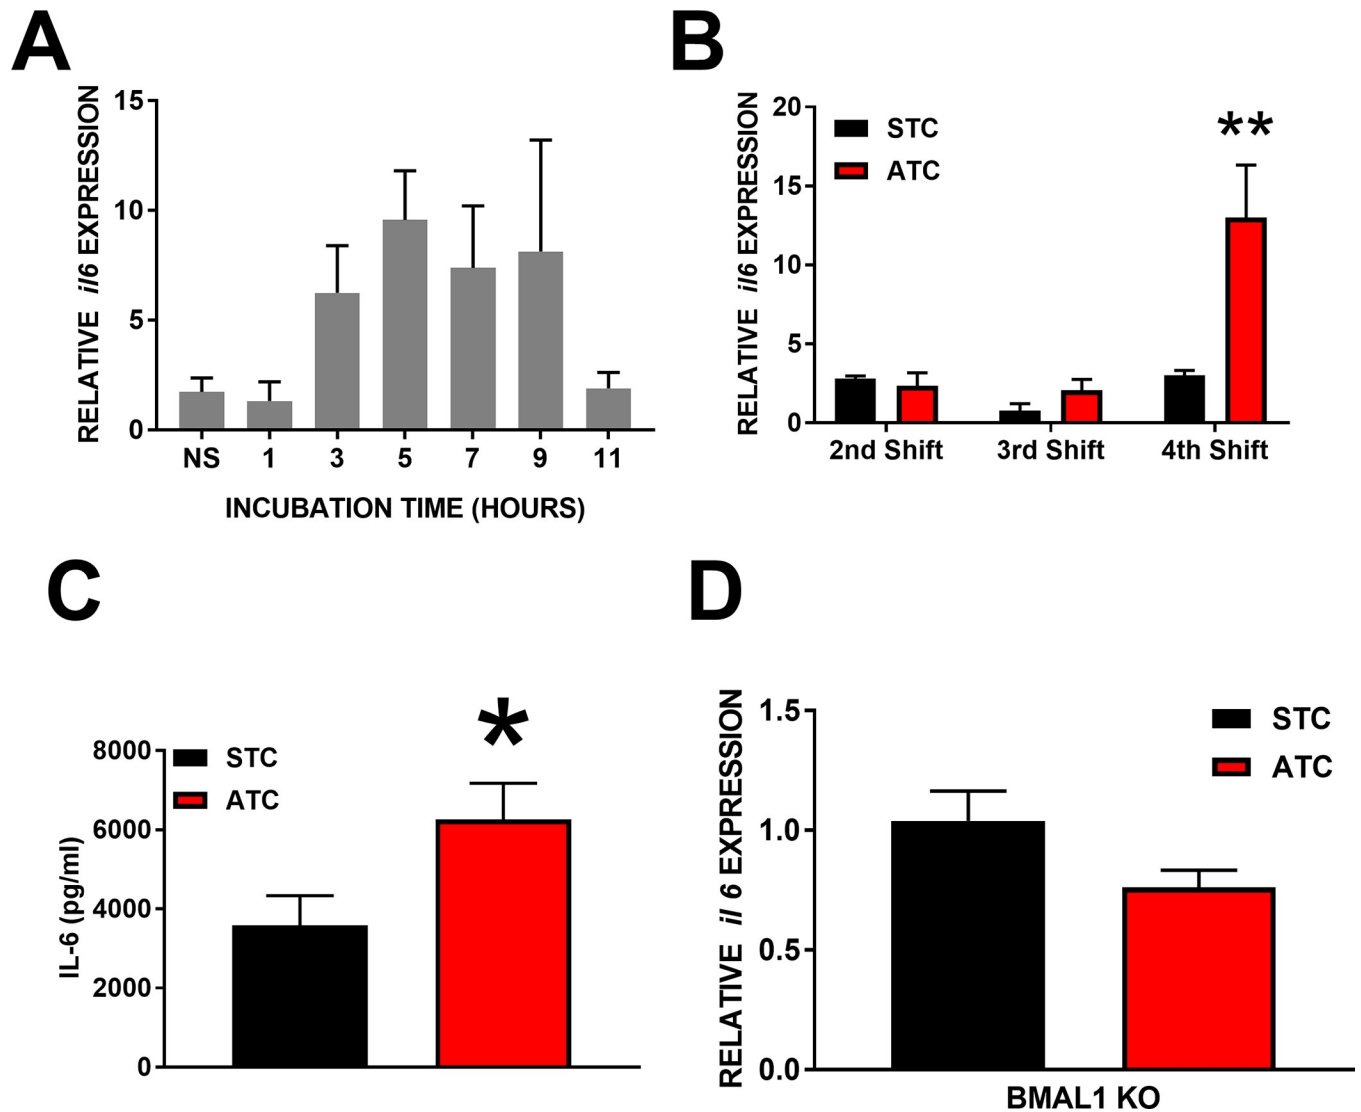 A
RELATIVE il6 EXPRESSION
15
10
5
0
NS 1 3 5 7 9 11
INCUBATION TIME (HOURS)
B
RELATIVE il6 EXPRESSION
20
15
10
5
0
STC
ATC
**
2nd Shift 3rd Shift 4th Shift
C
IL-6 (pg/ml)
8000
6000
4000
2000
0
STC
ATC
*
D
RELATIVE il 6 EXPRESSION
1.5
1.0
0.5
0.0
STC
ATC
BMAL1 KO